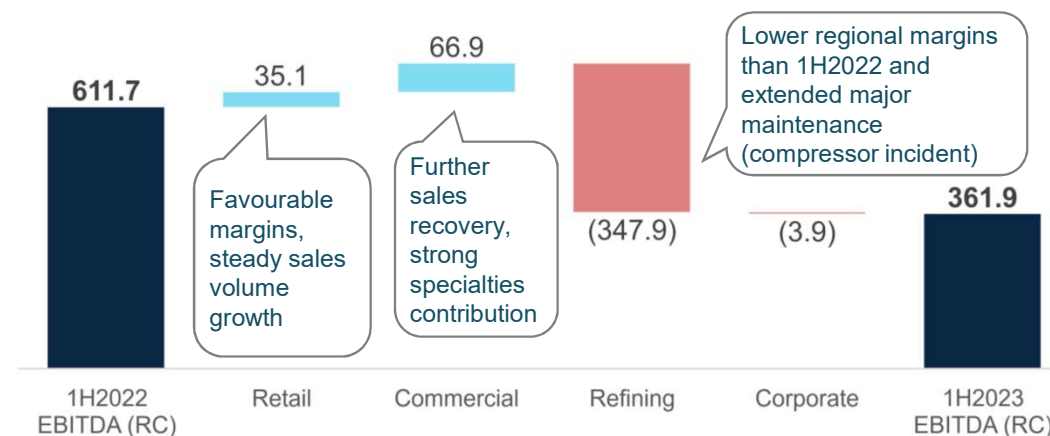 611.7
35.1
66.9
Lower regional margins
than 1H2022 and
extended major
maintenance
(compressor incident)
Favourable
margins,
steady sales
volume
growth
Further
sales
recovery,
strong
specialties
contribution
(347.9)
(3.9)
361.9
1H2022
EBITDA (RC)
Retail
Commercial
Refining
Corporate
1H2023
EBITDA (RC)